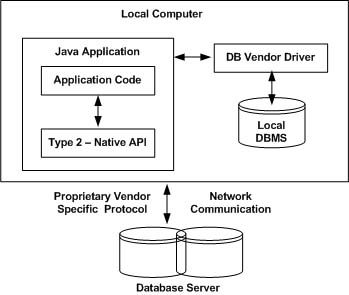 Local Computer
Java Application
Application Code
Type 2 – Native API
DB Vendor Driver
Local
DBMS
Proprietary Vendor
Specific Protocol
Network
Communication
Database Server